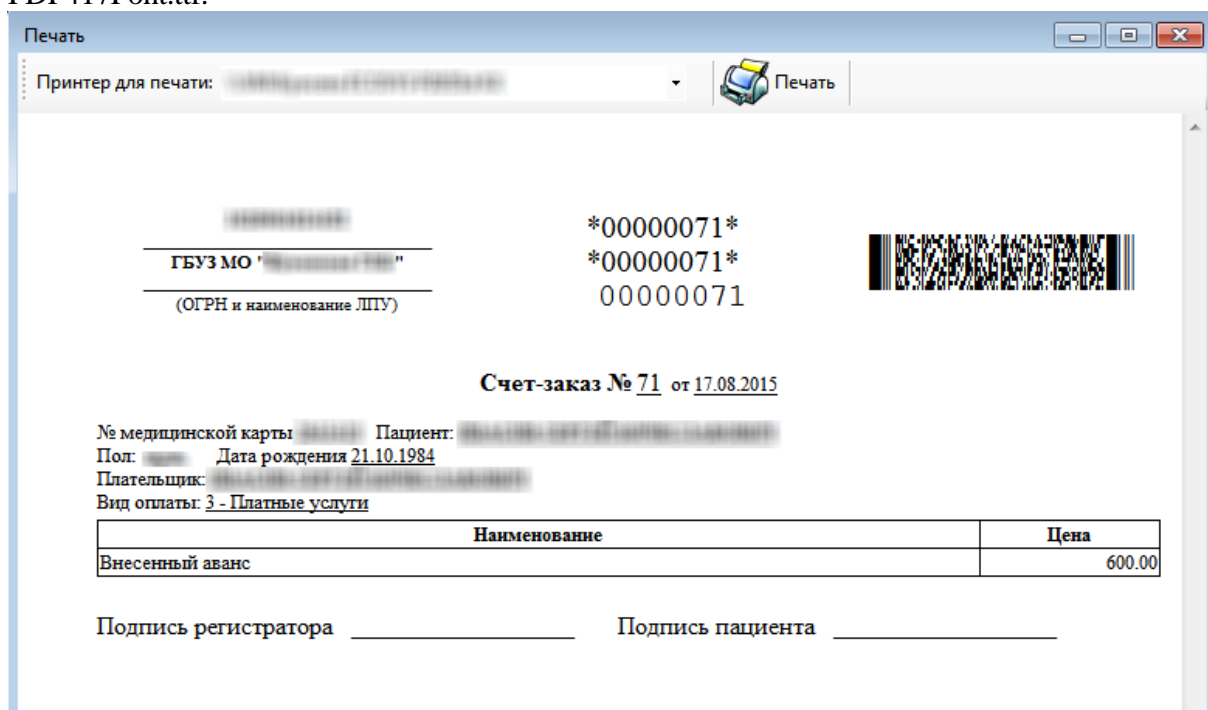 Печать
Принтер для печати:
Печать
*00000071*
ГБУЗ МО " "
*00000071*
(ОГРН и наименование ЛПУ)
00000071
Счет-заказ № 71 от 17.08.2015
№ медицинской карты Пациент:
Пол: Дата рождения 21.10.1984
Плательщик:
Вид оплаты: 3 - Платные услуги
Наименование Цена
Внесенный аванс 600.00
Подпись регистратора Подпись пациента